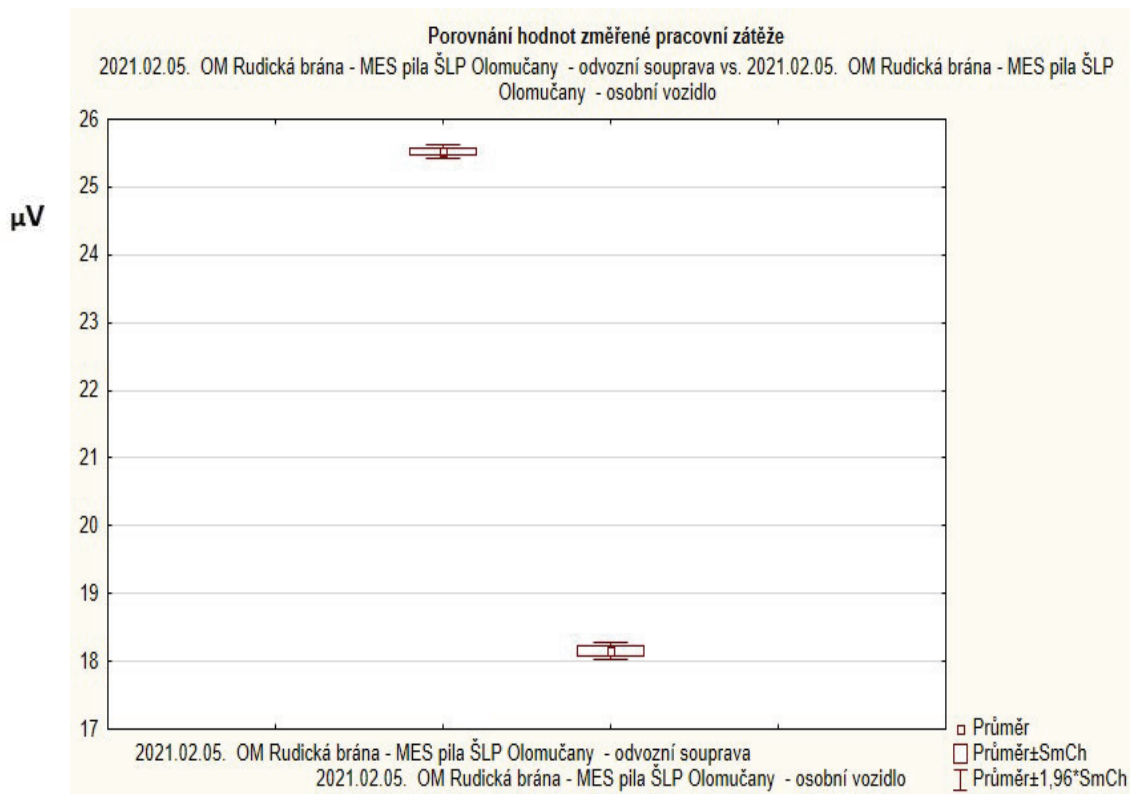 Porovnání hodnot změřené pracovní zátěže
2021.02.05.  OM Rudická brána - MES pila ŠLP Olomučany  - odvozní souprava vs. 2021.02.05.  OM Rudická brána - MES pila ŠLP
Olomučany  - osobní vozidlo
26
25
µV
24
23
22
21
20
19
18
17
2021.02.05.  OM Rudická brána - MES pila ŠLP Olomučany  - odvozní souprava
2021.02.05.  OM Rudická brána - MES pila ŠLP Olomučany  - osobní vozidlo
Průměr
Průměr±SmCh
Průměr±1,96*SmCh